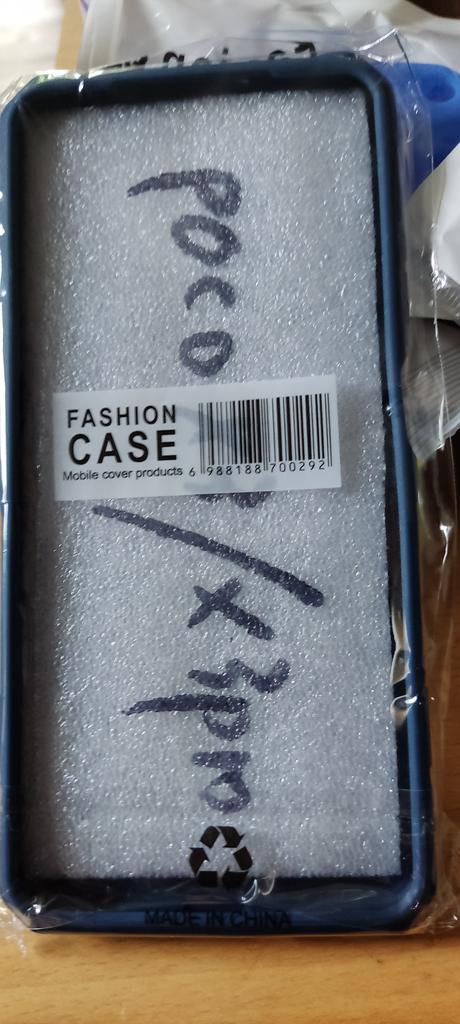 FASHION
CASE
Mobile cover products
6 988188 700292
poco
/x3pro
MADE IN CHINA